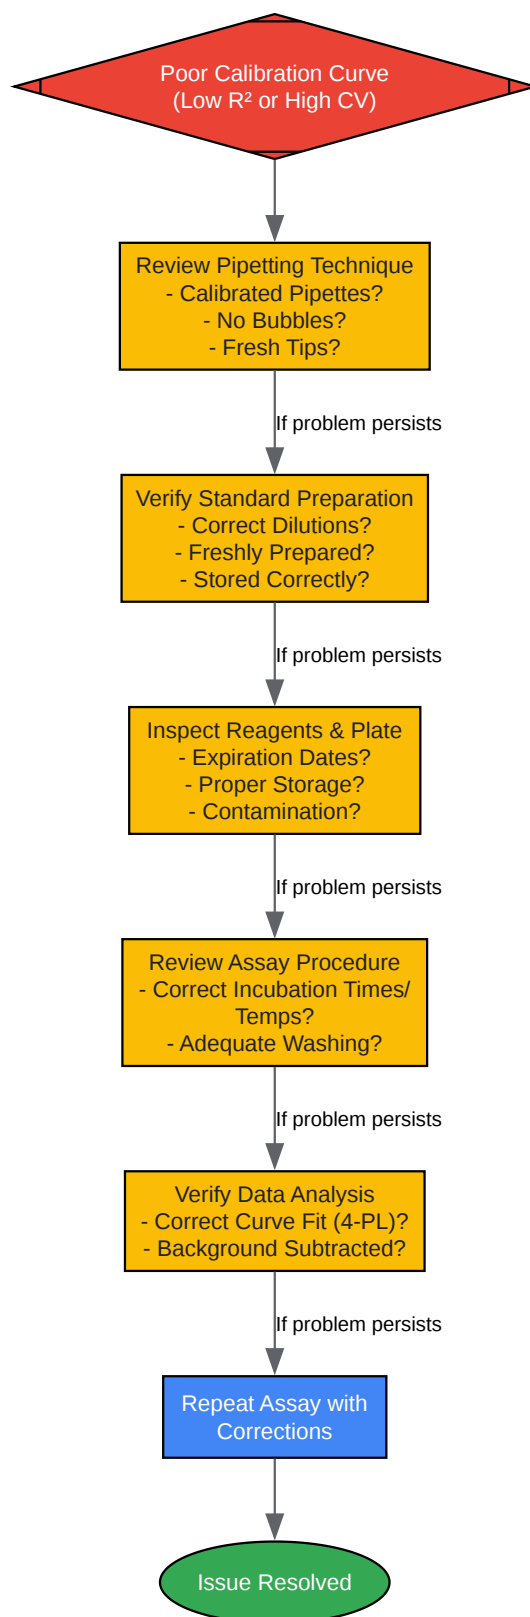 Poor Calibration Curve
(Low R² or High CV)
Review Pipetting Technique
- Calibrated Pipettes?
- No Bubbles?
- Fresh Tips?
If problem persists
Verify Standard Preparation
- Correct Dilutions?
- Freshly Prepared?
- Stored Correctly?
If problem persists
Inspect Reagents & Plate
- Expiration Dates?
- Proper Storage?
- Contamination?
If problem persists
Review Assay Procedure
- Correct Incubation Times/
Temps?
- Adequate Washing?
If problem persists
Verify Data Analysis
- Correct Curve Fit (4-PL)?
- Background Subtracted?
If problem persists
Repeat Assay with
Corrections
Issue Resolved